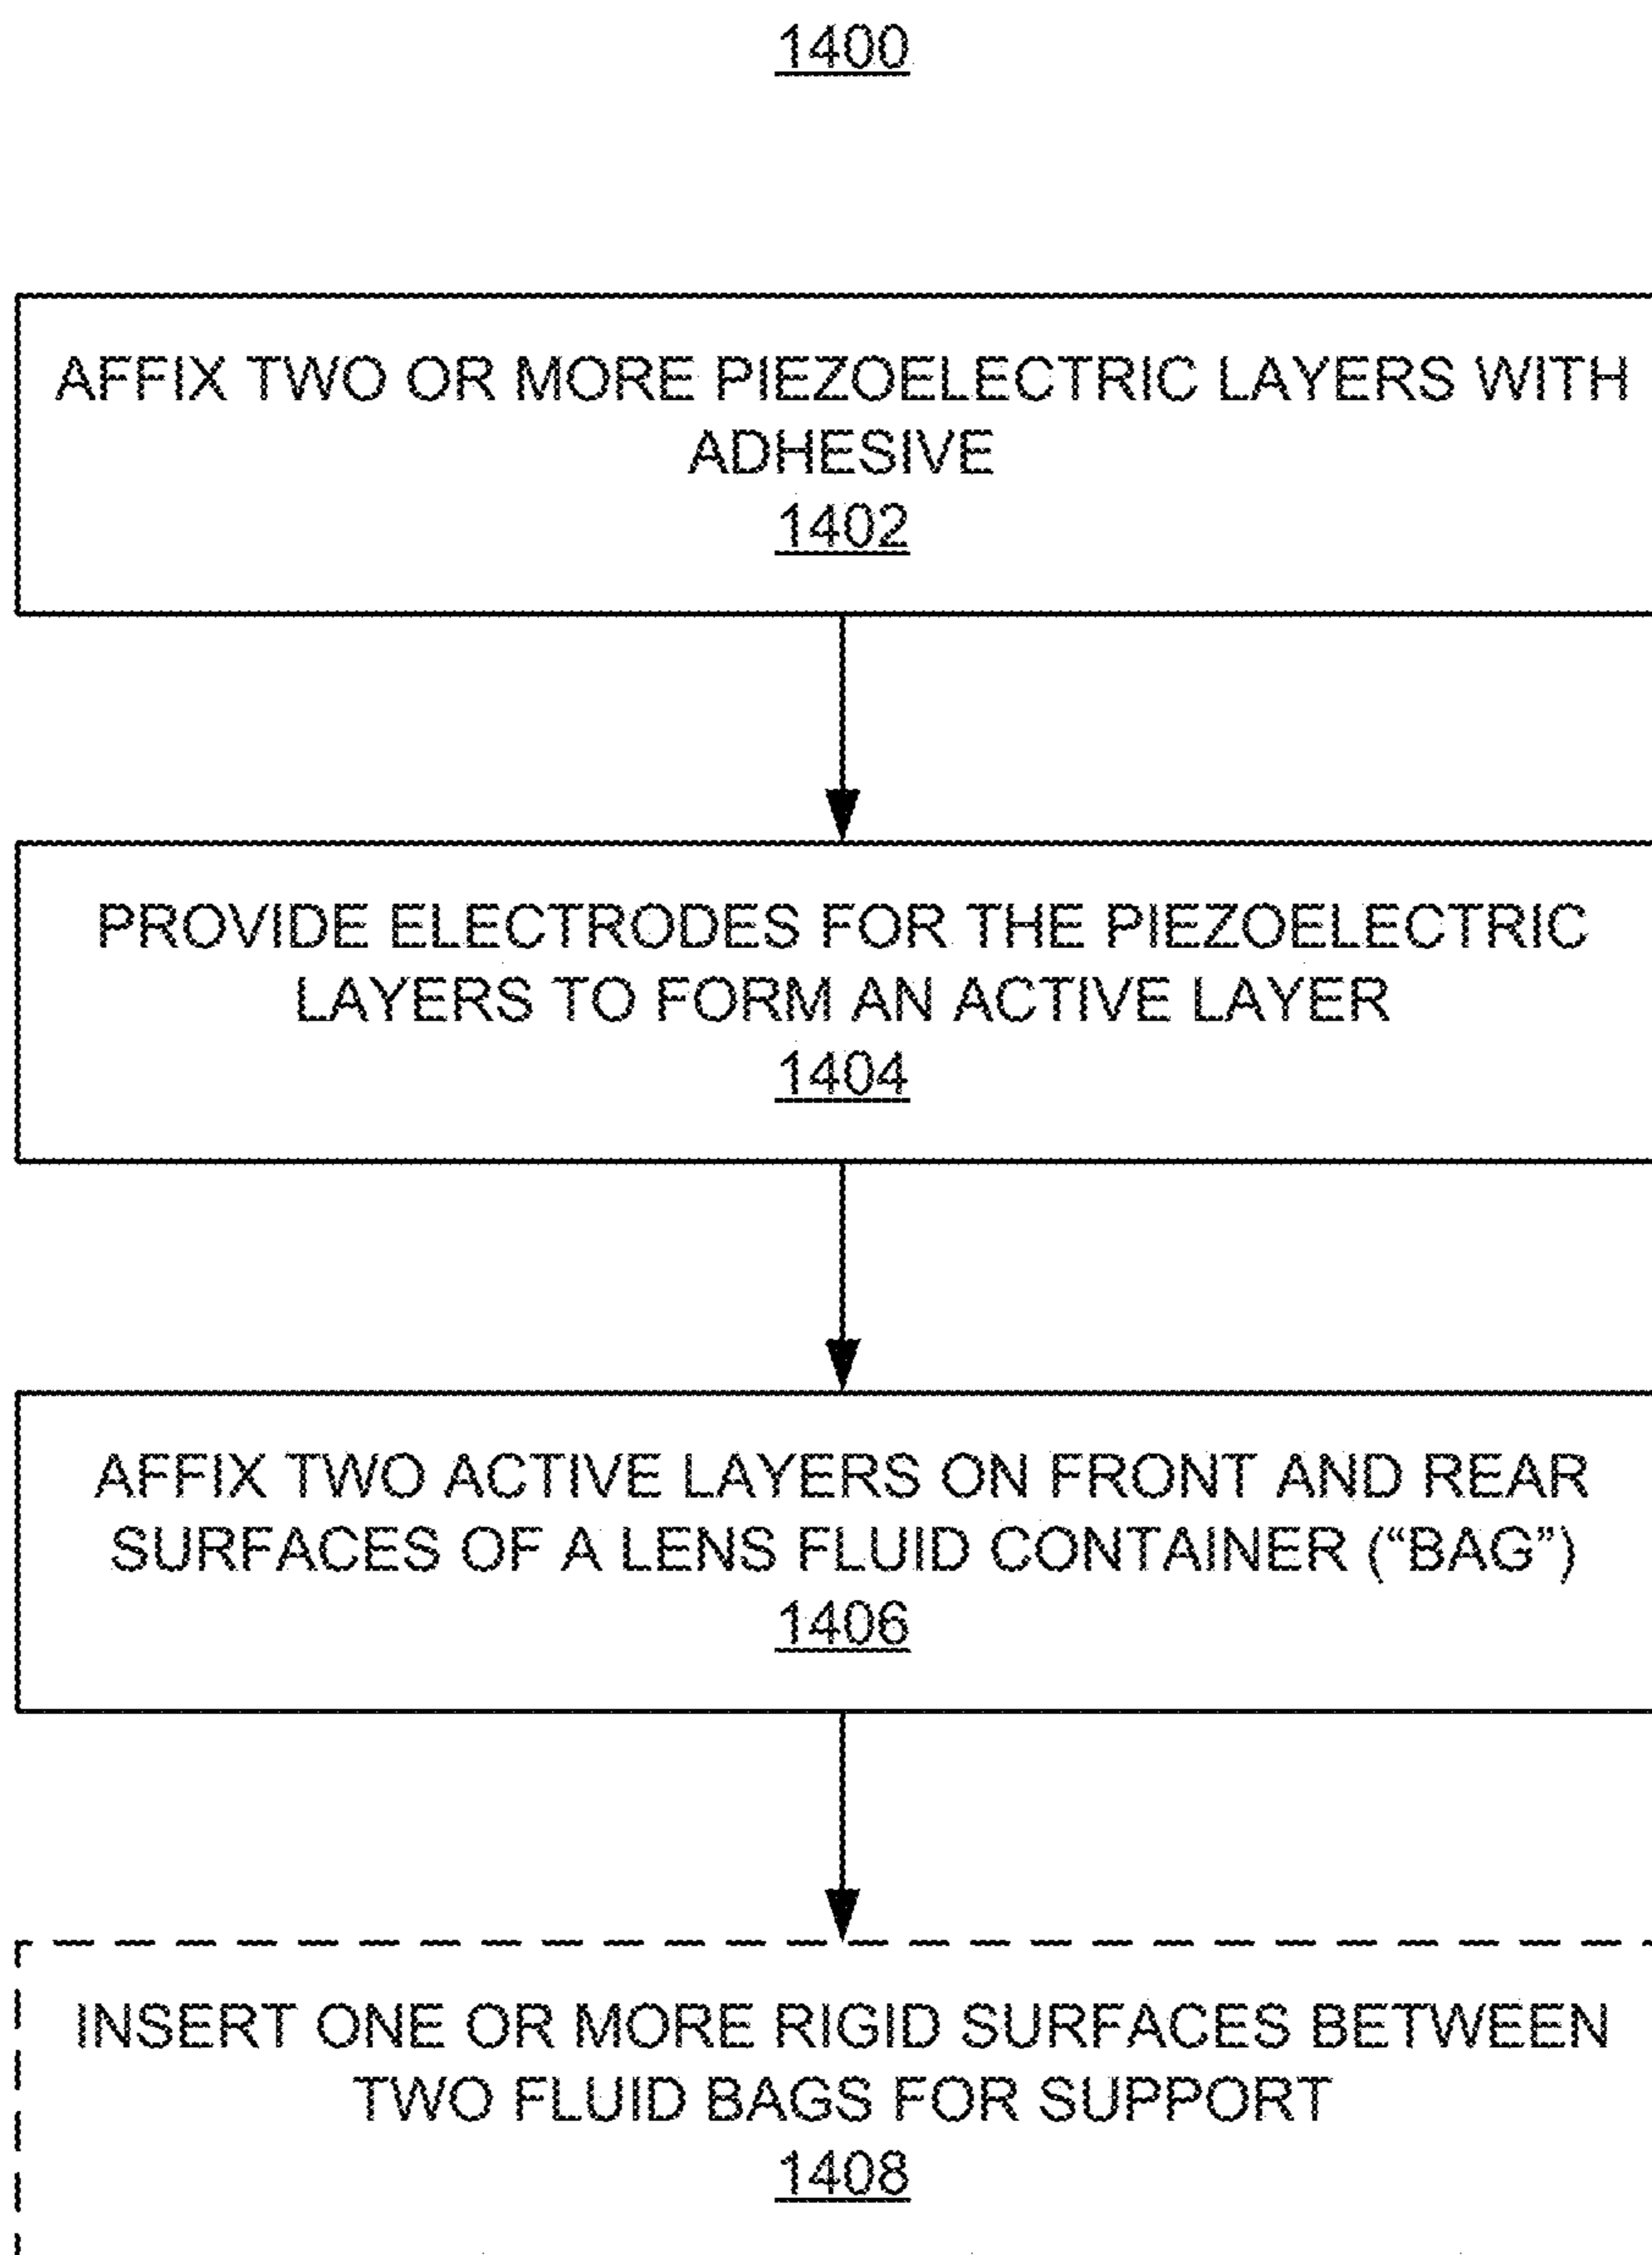 1400
AFFIX TWO OR MORE PIEZOELECTRIC LAYERS WITH
ADHESIVE
1402
PROVIDE ELECTRODES FOR THE PIEZOELECTRIC
LAYERS TO FORM AN ACTIVE LAYER
1404
AFFIX TWO ACTIVE LAYERS ON FRONT AND REAR
SURFACES OF A LENS FLUID CONTAINER (“BAG”)
1406
INSERT ONE OR MORE RIGID SURFACES BETWEEN
TWO FLUID BAGS FOR SUPPORT
1408